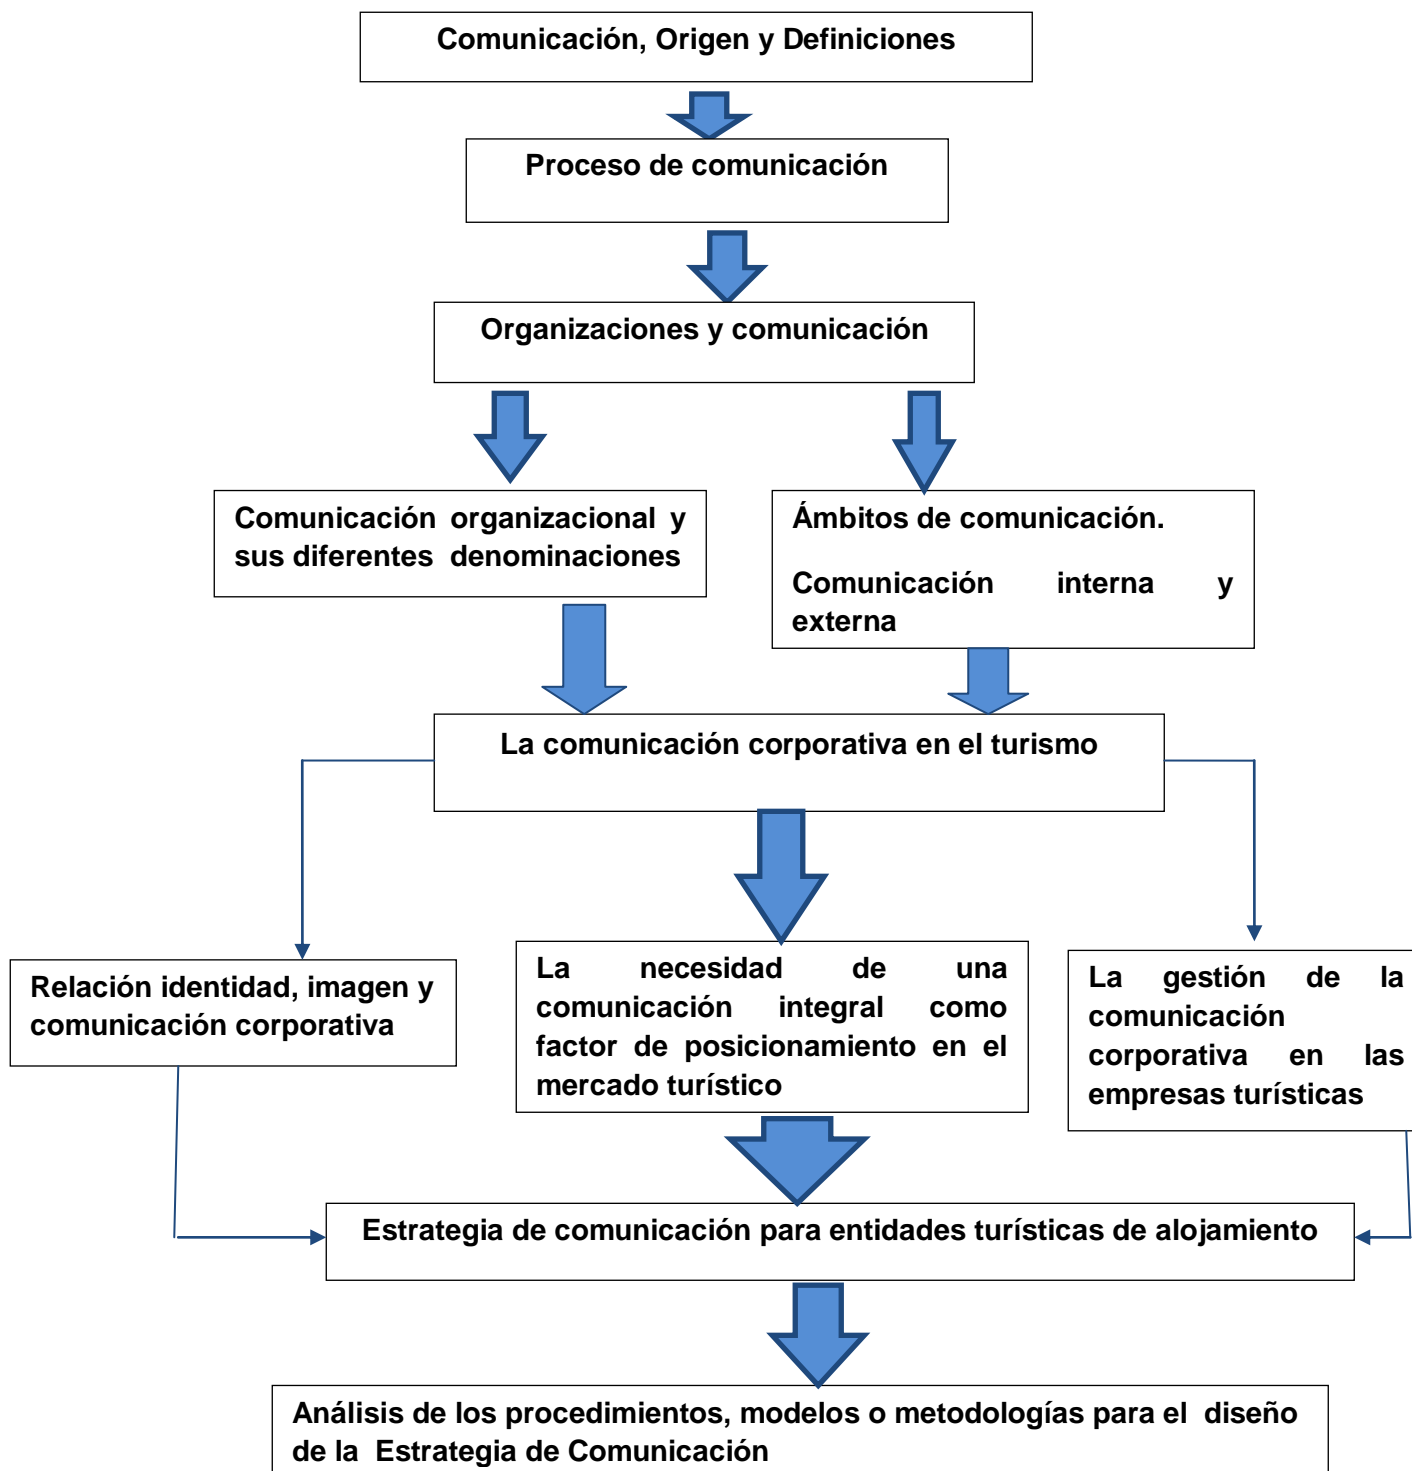 Comunicación, Origen y Definiciones
Proceso de comunicación
Organizaciones y comunicación
Comunicación organizacional y
sus diferentes denominaciones
Ámbitos de comunicación.
Comunicación interna y
externa
La comunicación corporativa en el turismo
Relación identidad, imagen y
comunicación corporativa
La necesidad de una
comunicación integral como
factor de posicionamiento en el
mercado turístico
La gestión de la
comunicación
corporativa en las
empresas turísticas
Estrategia de comunicación para entidades turísticas de alojamiento
Análisis de los procedimientos, modelos o metodologías para el diseño
de la Estrategia de Comunicación